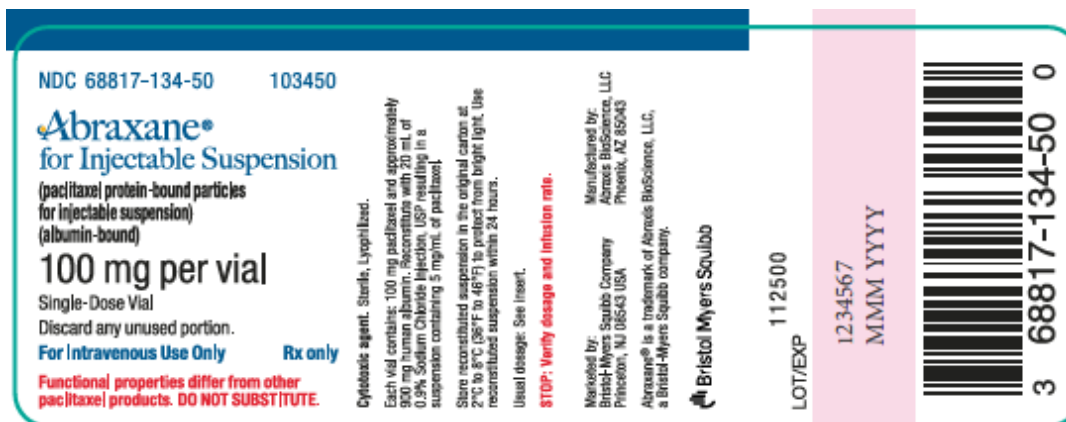 NDC 68817-134-50 103450
Abraxane®
for Injectable Suspension
(paclitaxel protein-bound particles
for injectable suspension)
(albumin-bound)
100 mg per vial
Single-Dose Vial
Discard any unused portion.
For Intravenous Use Only Rx only
Functional properties differ from other
paclitaxel products. DO NOT SUBSTITUTE.
Cytotoxic agent. Sterile, Lyophilized.
Each vial contains: 100 mg paclitaxel and approximately
900 mg human albumin. Reconstitute with 20 mL of
0.9% Sodium Chloride Injection, USP resulting in a
suspension containing 5 mg/mL of paclitaxel.
Store reconstituted suspension in the original carton at
2°C to 8°C (36°F to 46°F) to protect from bright light. Use
reconstituted suspension within 24 hours.
Usual dosage: See insert.
STOP: Verify dosage and infusion rate.
Marketed by:
Bristol-Myers Squibb Company
Princeton, NJ 08543 USA
Manufactured by:
Abraxis BioScience, LLC
Phoenix, AZ 85043
Abraxane® is a trademark of Abraxis BioScience, LLC,
a Bristol-Myers Squibb company.
Bristol Myers Squibb
112500
LOT/EXP
1234567
MMM YYYY
3 68817-134-50 0